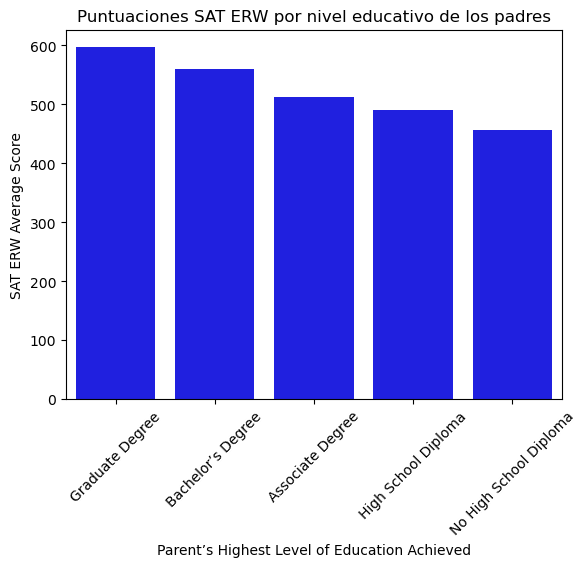 Puntuaciones SAT ERW por nivel educativo de los padres
SAT ERW Average Score
600
500
400
300
200
100
0
Graduate Degree
Bachelor’s Degree
Associate Degree
High School Diploma
No High School Diploma
Parent’s Highest Level of Education Achieved